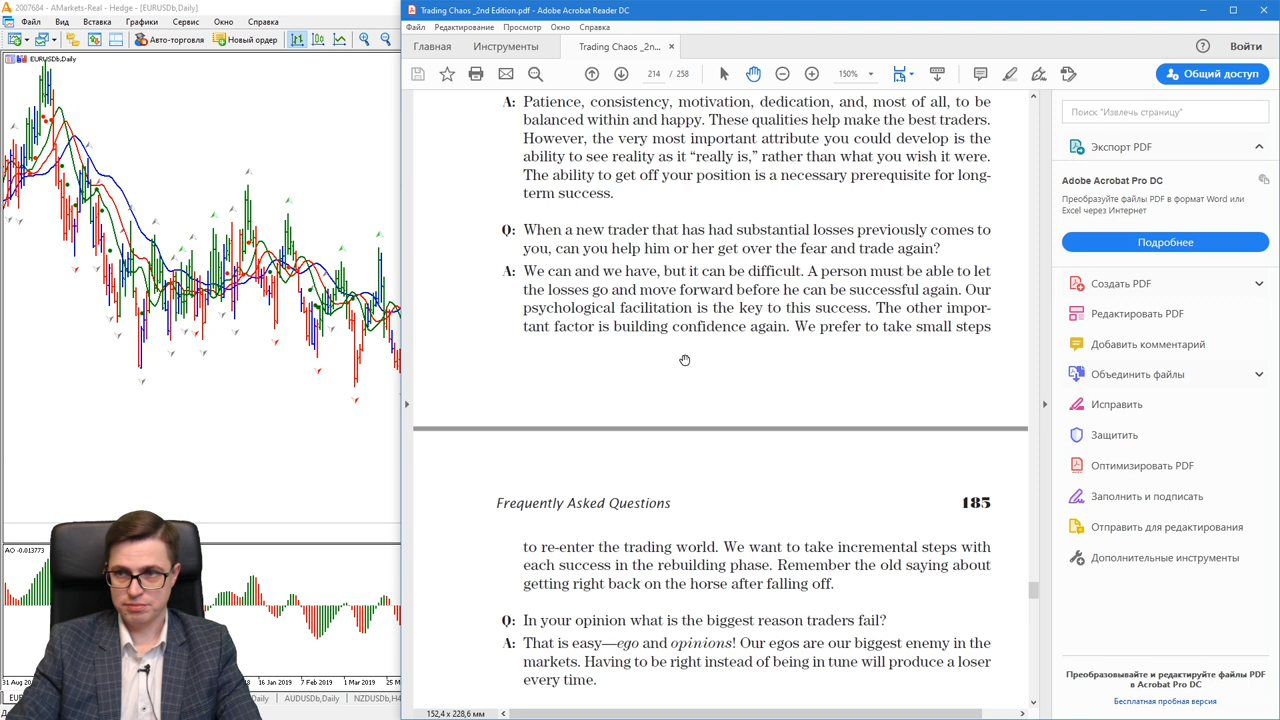 2007684 - AMarkets-Real - Hedge - [EURUSDb,Daily]
Файл Вид Вставка Графики Сервис Окно Справка
Авто-торговля Новый ордер
EURUSDb,Daily
AO -0.013773
31 Aug
16 Jan 2019 7 Feb 2019 1 Mar 2019 25 M
Daily AUDUSDb,Daily NZDUSDb,H4
Trading Chaos _2nd Edition.pdf - Adobe Acrobat Reader DC
Файл Редактирование Просмотр Окно Справка
Главная Инструменты Trading Chaos _2n... × Войти
214 / 258 150% Общий доступ
A: Patience, consistency, motivation, dedication, and, most of all, to be
balanced within and happy. These qualities help make the best traders.
However, the very most important attribute you could develop is the
ability to see reality as it “really is,” rather than what you wish it were.
The ability to get off your position is a necessary prerequisite for long-
term success.
Q: When a new trader that has had substantial losses previously comes to
you, can you help him or her get over the fear and trade again?
A: We can and we have, but it can be difficult. A person must be able to let
the losses go and move forward before he can be successful again. Our
psychological facilitation is the key to this success. The other impor-
tant factor is building confidence again. We prefer to take small steps
Frequently Asked Questions 185
to re-enter the trading world. We want to take incremental steps with
each success in the rebuilding phase. Remember the old saying about
getting right back on the horse after falling off.
Q: In your opinion what is the biggest reason traders fail?
A: That is easy—ego and opinions! Our egos are our biggest enemy in the
markets. Having to be right instead of being in tune will produce a loser
every time.
152,4 x 228,6 мм
Поиск "Извлечь страницу"
Экспорт PDF
Adobe Acrobat Pro DC
Преобразуйте файлы PDF в формат Word или
Excel через Интернет
Подробнее
Создать PDF
Редактировать PDF
Добавить комментарий
Объединить файлы
Исправить
Защитить
Оптимизировать PDF
Заполнить и подписать
Отправить для редактирования
Дополнительные инструменты
Преобразовывайте и редактируйте файлы PDF
в Acrobat Pro DC
Бесплатная пробная версия